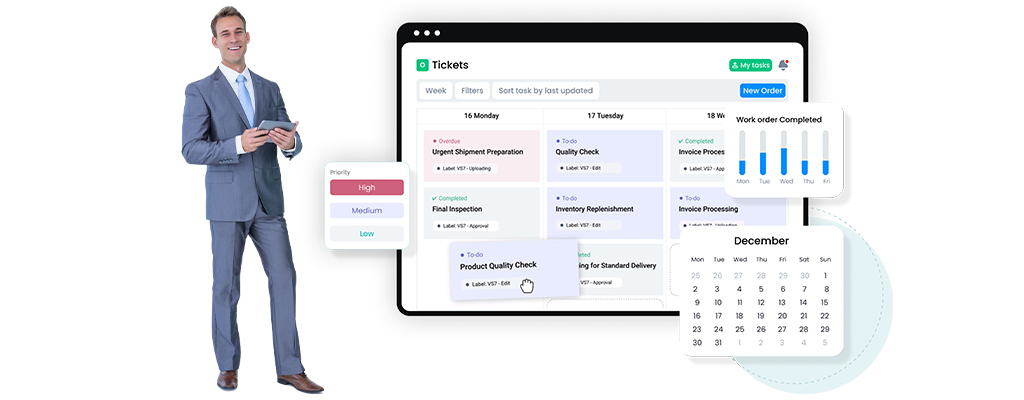 Tickets
My tasks
Week
Filters
Sort task by last updated
New Order
16 Monday
17 Tuesday
18 We
Overdue
Urgent Shipment Preparation
Label: VS7 - Uploading
To-do
Quality Check
Label: VS7 - Edit
Completed
Invoice Process
Label: VS7 - App
Completed
Final Inspection
Label: VS7 - Approval
To-do
Inventory Replenishment
Label: VS7 - Edit
To-do
Invoice Processing
Label: VS7 - Uploading
To-do
Product Quality Check
Label: VS7 - Edit
pleted
ing for Standard Delivery
VS7 - Approval
Priority
High
Medium
Low
Work order Completed
Mon Tue Wed Thu Fri
December
Mon Tue Wed Thu Fri Sat Sun
25 26 27 28 29 30 1
2 3 4 5 6 7 8
9 10 11 12 13 14 15
16 17 18 19 20 21 22
23 24 25 26 27 28 29
30 31 1 2 3 4 5